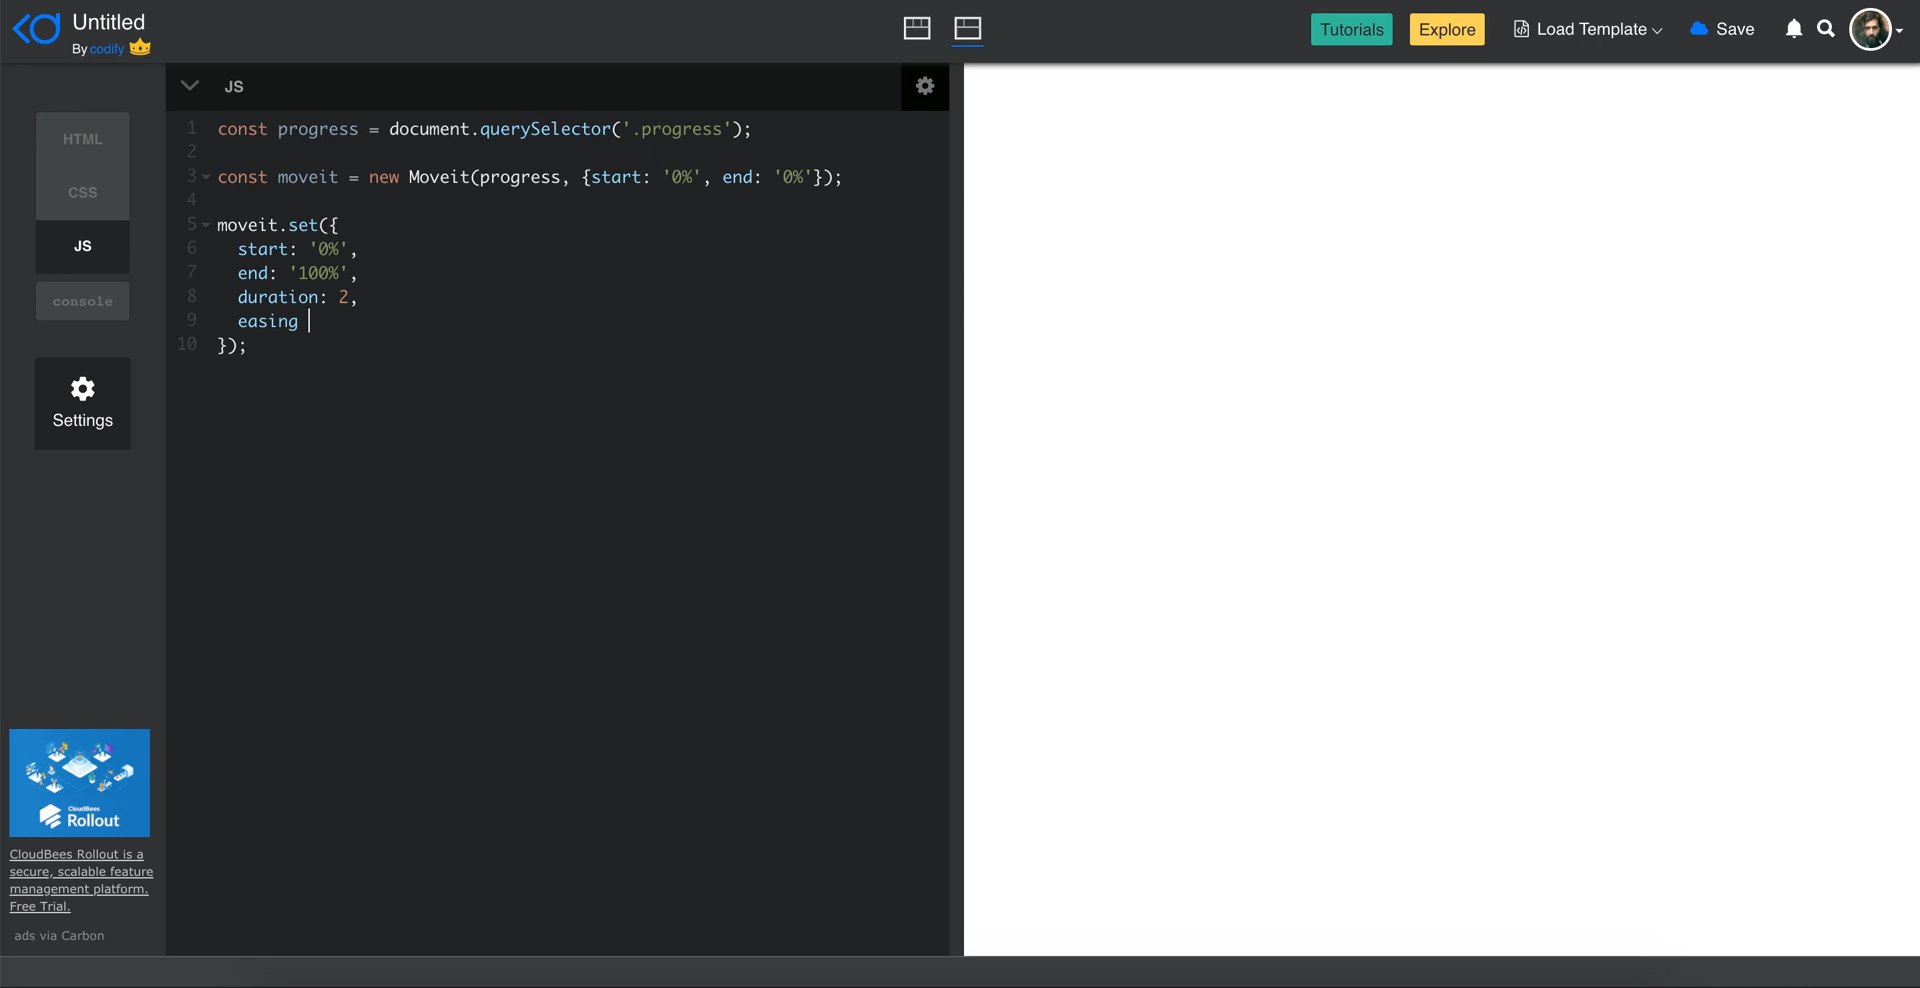 Untitled
By codify
Tutorials
Explore
Load Template
Save
HTML
CSS
JS
console
Settings
JS
1 const progress = document.querySelector('.progress');
2
3 const moveit = new Moveit(progress, {start: '0%', end: '0%'});
4
5 moveit.set({
6 start: '0%',
7 end: '100%',
8 duration: 2,
9 easing
10 });
CloudBees
Rollout
CloudBees Rollout is a
secure, scalable feature
management platform.
Free Trial.
ads via Carbon